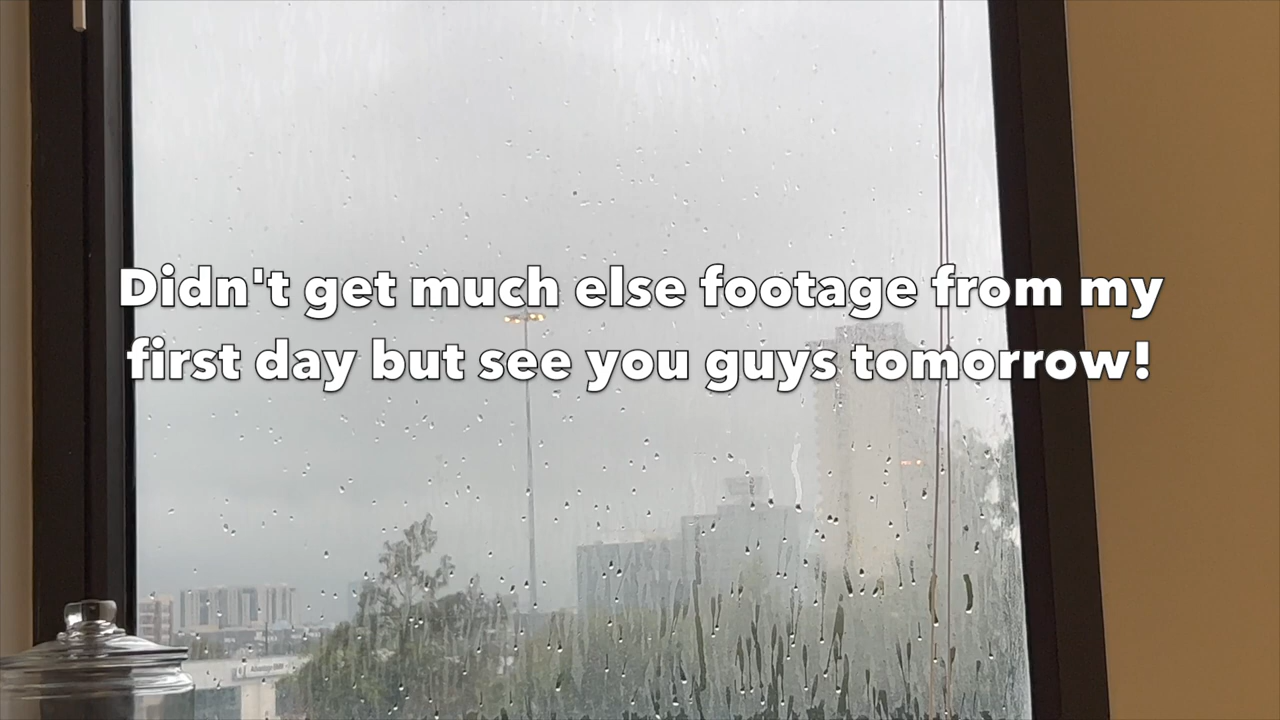 Didn't get much else footage from my
first day but see you guys tomorrow!